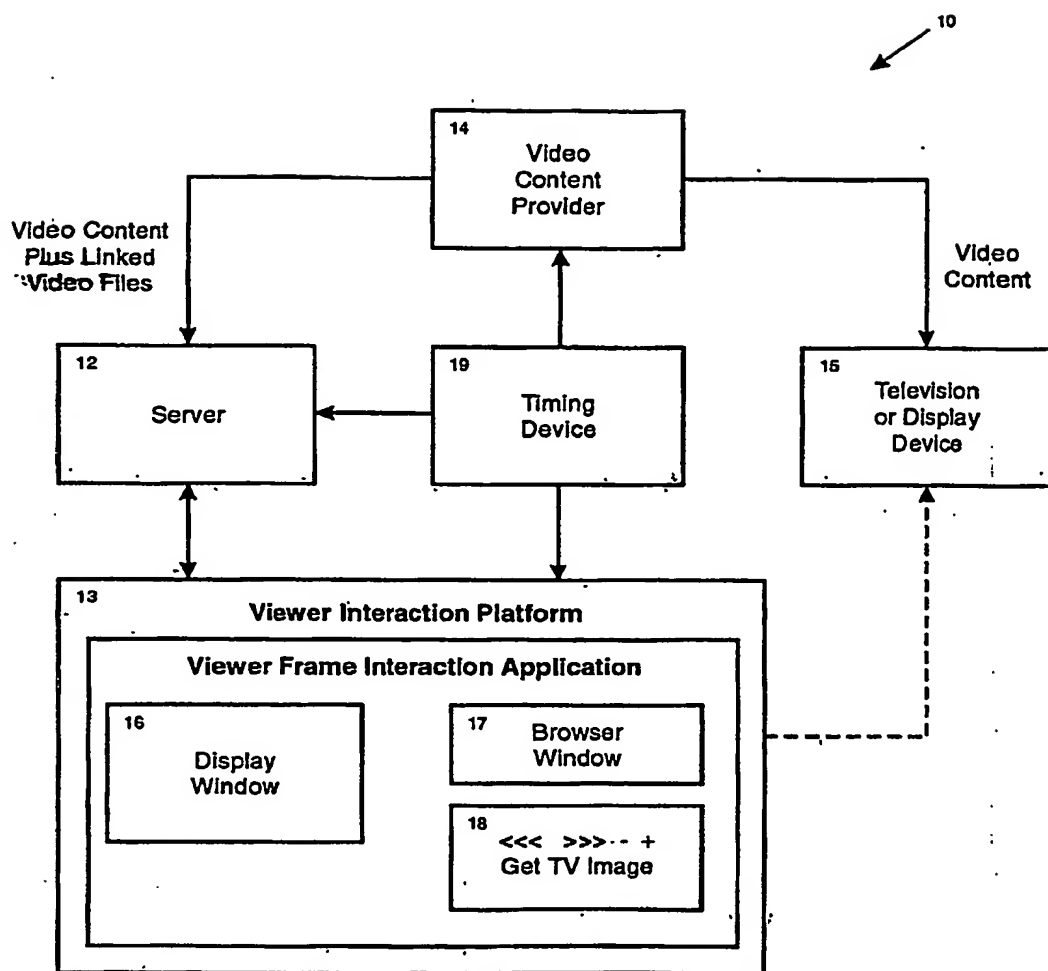 10
14
Video
Content
Provider
Video Content
Plus Linked
Video Files
Video
Content
12
Server
19
Timing
Device
15
Television
or Display
Device
13
Viewer Interaction Platform
Viewer Frame Interaction Application
16
Display
Window
17
Browser
Window
18
<<< >>> -- +
Get TV Image